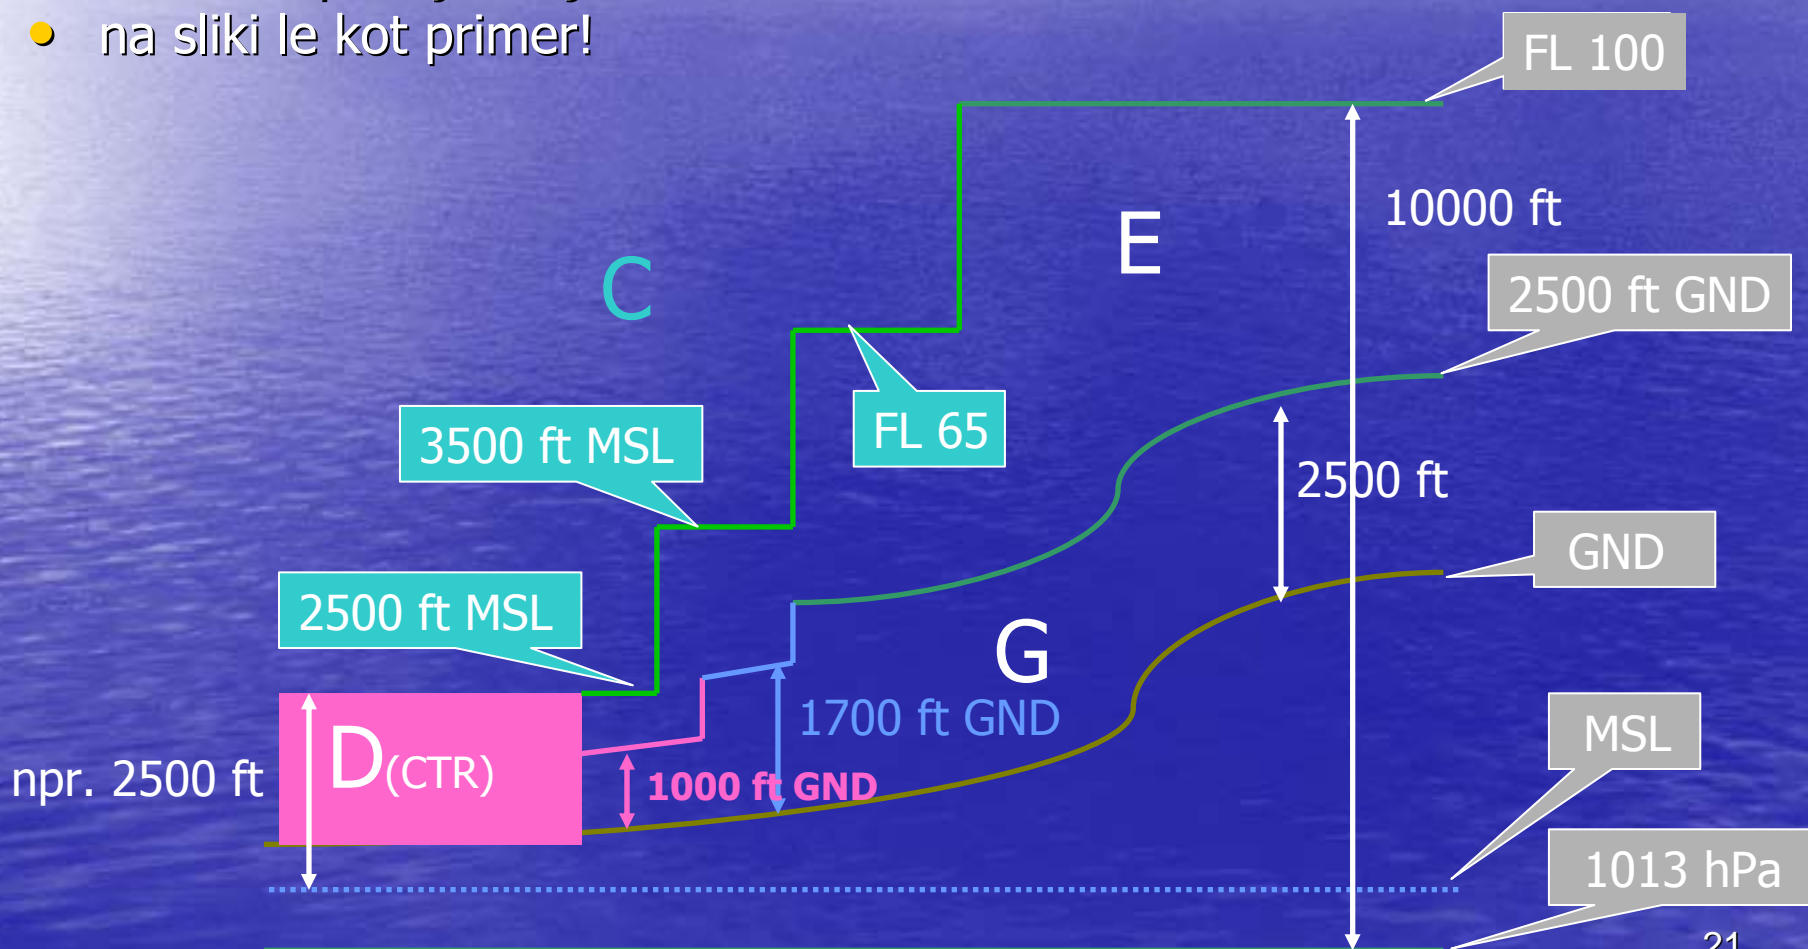 na sliki le kot primer!
FL 100
10000 ft
E
C
2500 ft GND
FL 65
3500 ft MSL
2500 ft
GND
2500 ft MSL
G
1700 ft GND
MSL
D(CTR)
npr. 2500 ft
1000 ft GND
1013 hPa
21